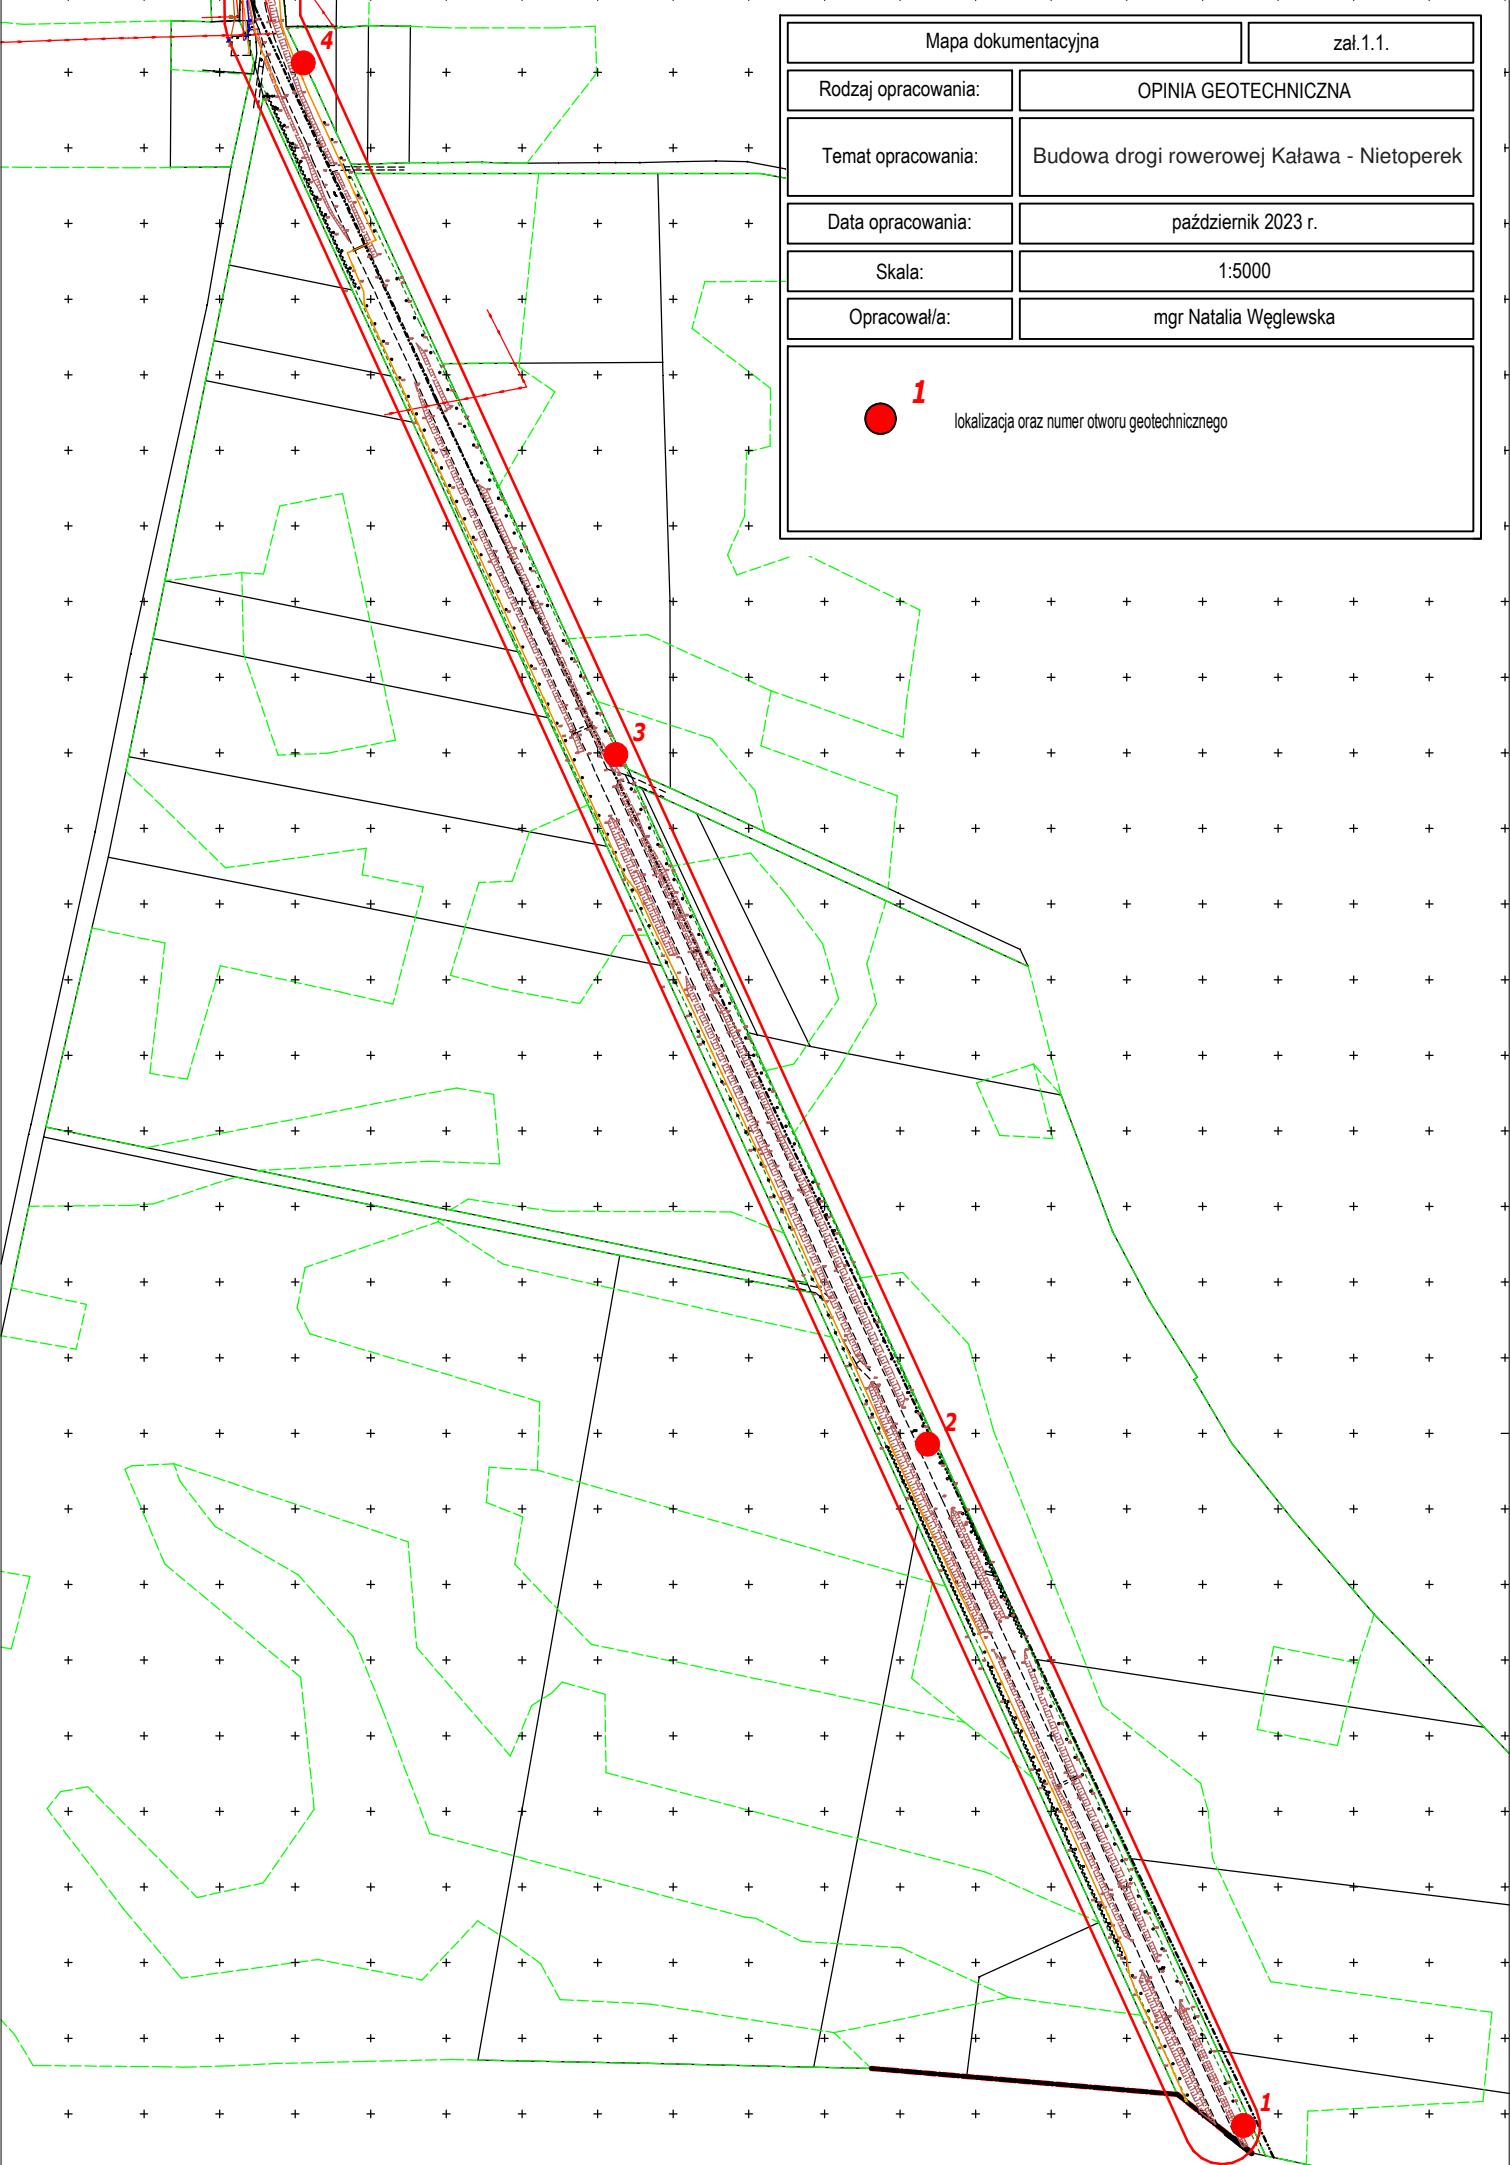 Mapa dokumentacyjna
zał.1.1.
Rodzaj opracowania:
OPINIA GEOTECHNICZNA
Temat opracowania:
Budowa drogi rowerowej Kaława - Nietoperek
Data opracowania:
październik 2023 r.
Skala:
1:5000
Opracował/a:
mgr Natalia Węglewska
1
lokalizacja oraz numer otworu geotechnicznego
4
3
2
1